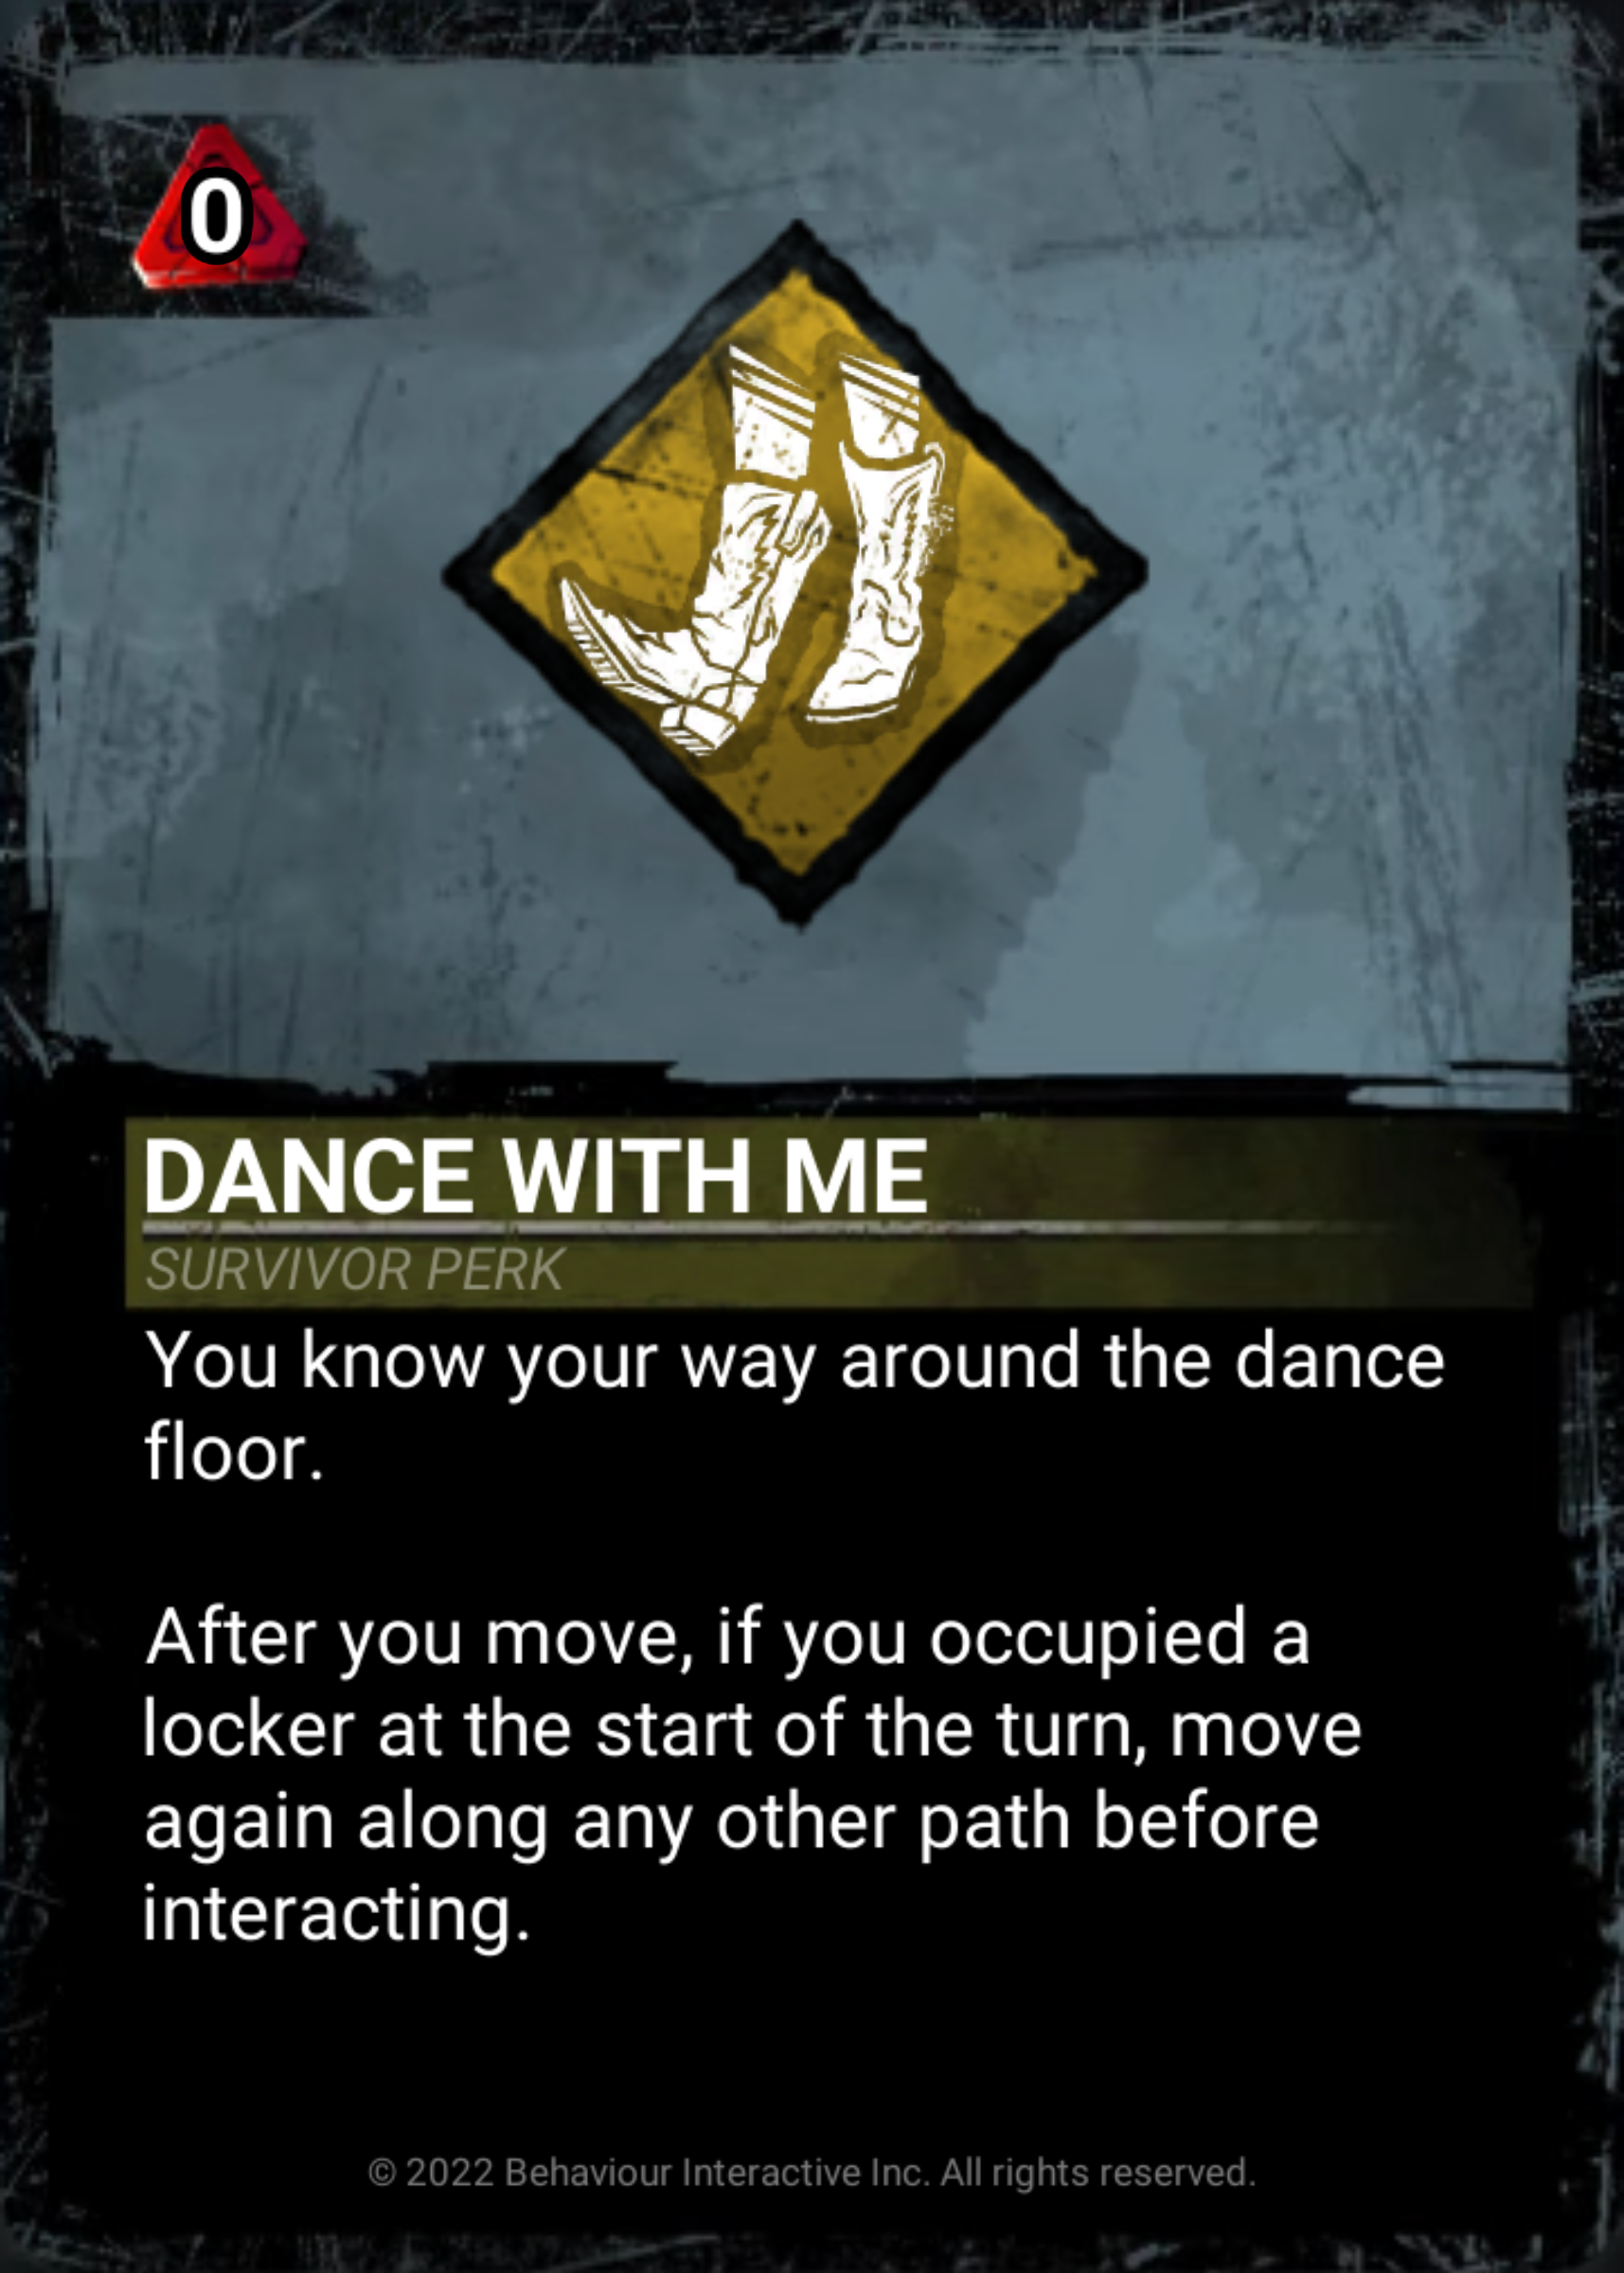 0
DANCE WITH ME
SURVIVOR PERK
You know your way around the dance
floor.
After you move, if you occupied a
locker at the start of the turn, move
again along any other path before
interacting.
© 2022 Behaviour Interactive Inc. All rights reserved.